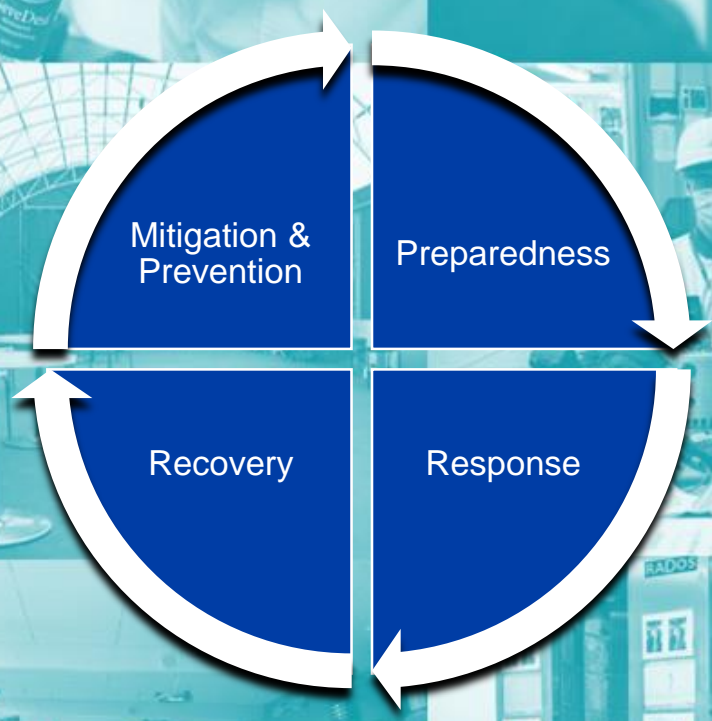 Mitigation &
Prevention
Preparedness
Recovery
Response
RADOS